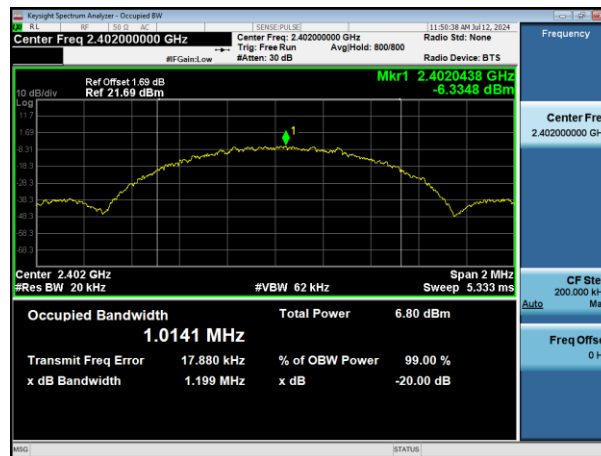 Keysight Spectrum Analyzer - Occupied BW
RL RF 50 Ω AC SENSE:PULSE 11:50:38 AM Jul 12, 2024
Center Freq 2.402000000 GHz Center Freq: 2.402000000 GHz Radio Std: None
Trig: Free Run Avg|Hold: 800/800
#IFGain:Low #Atten: 30 dB Radio Device: BTS
Frequency
Ref Offset 1.69 dB Mkr1 2.4020438 GHz
10 dB/div Ref 21.69 dBm -6.3348 dBm
Log
11.7
1.69
-8.31
-18.3
-28.3
-38.3
-48.3
-58.3
-68.3
1
Center 2.402 GHz Span 2 MHz
#Res BW 20 kHz #VBW 62 kHz Sweep 5.333 ms
Occupied Bandwidth Total Power 6.80 dBm
1.0141 MHz
Transmit Freq Error 17.880 kHz % of OBW Power 99.00 %
x dB Bandwidth 1.199 MHz x dB -20.00 dB
Center Fre
2.402000000 GH
CF Ste
200.000 kH
Auto Ma
Freq Offs
0 H
MSG STATUS